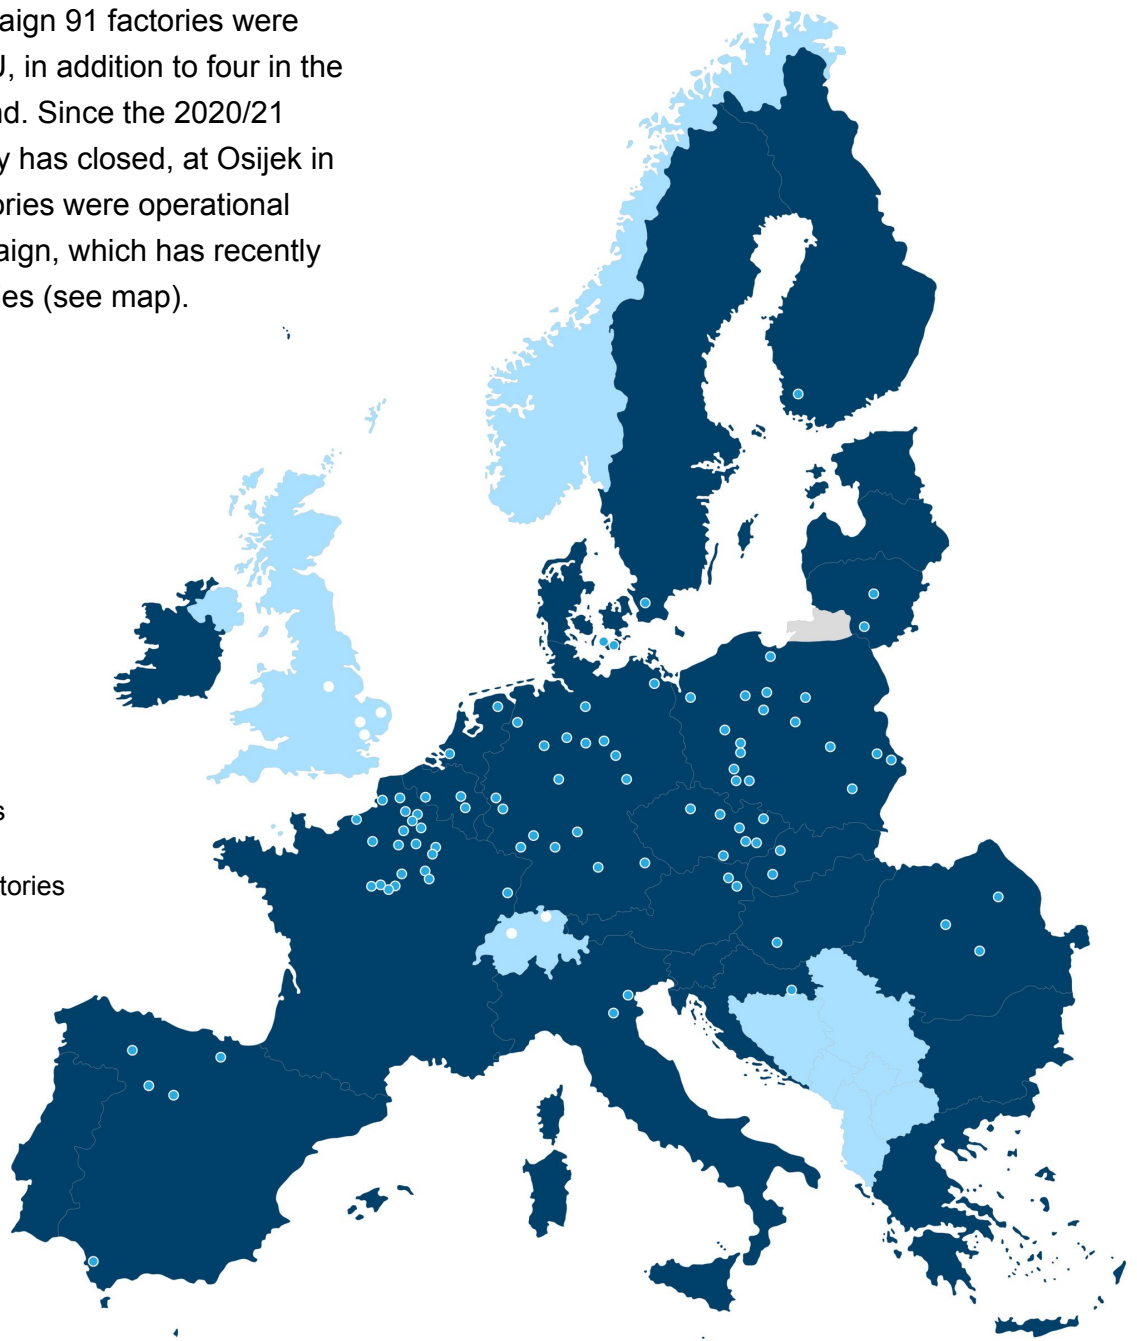 aign 91 factories were
, in addition to four in the
nd. Since the 2020/21
y has closed, at Osijek in
ories were operational
aign, which has recently
es (see map).
s
tories